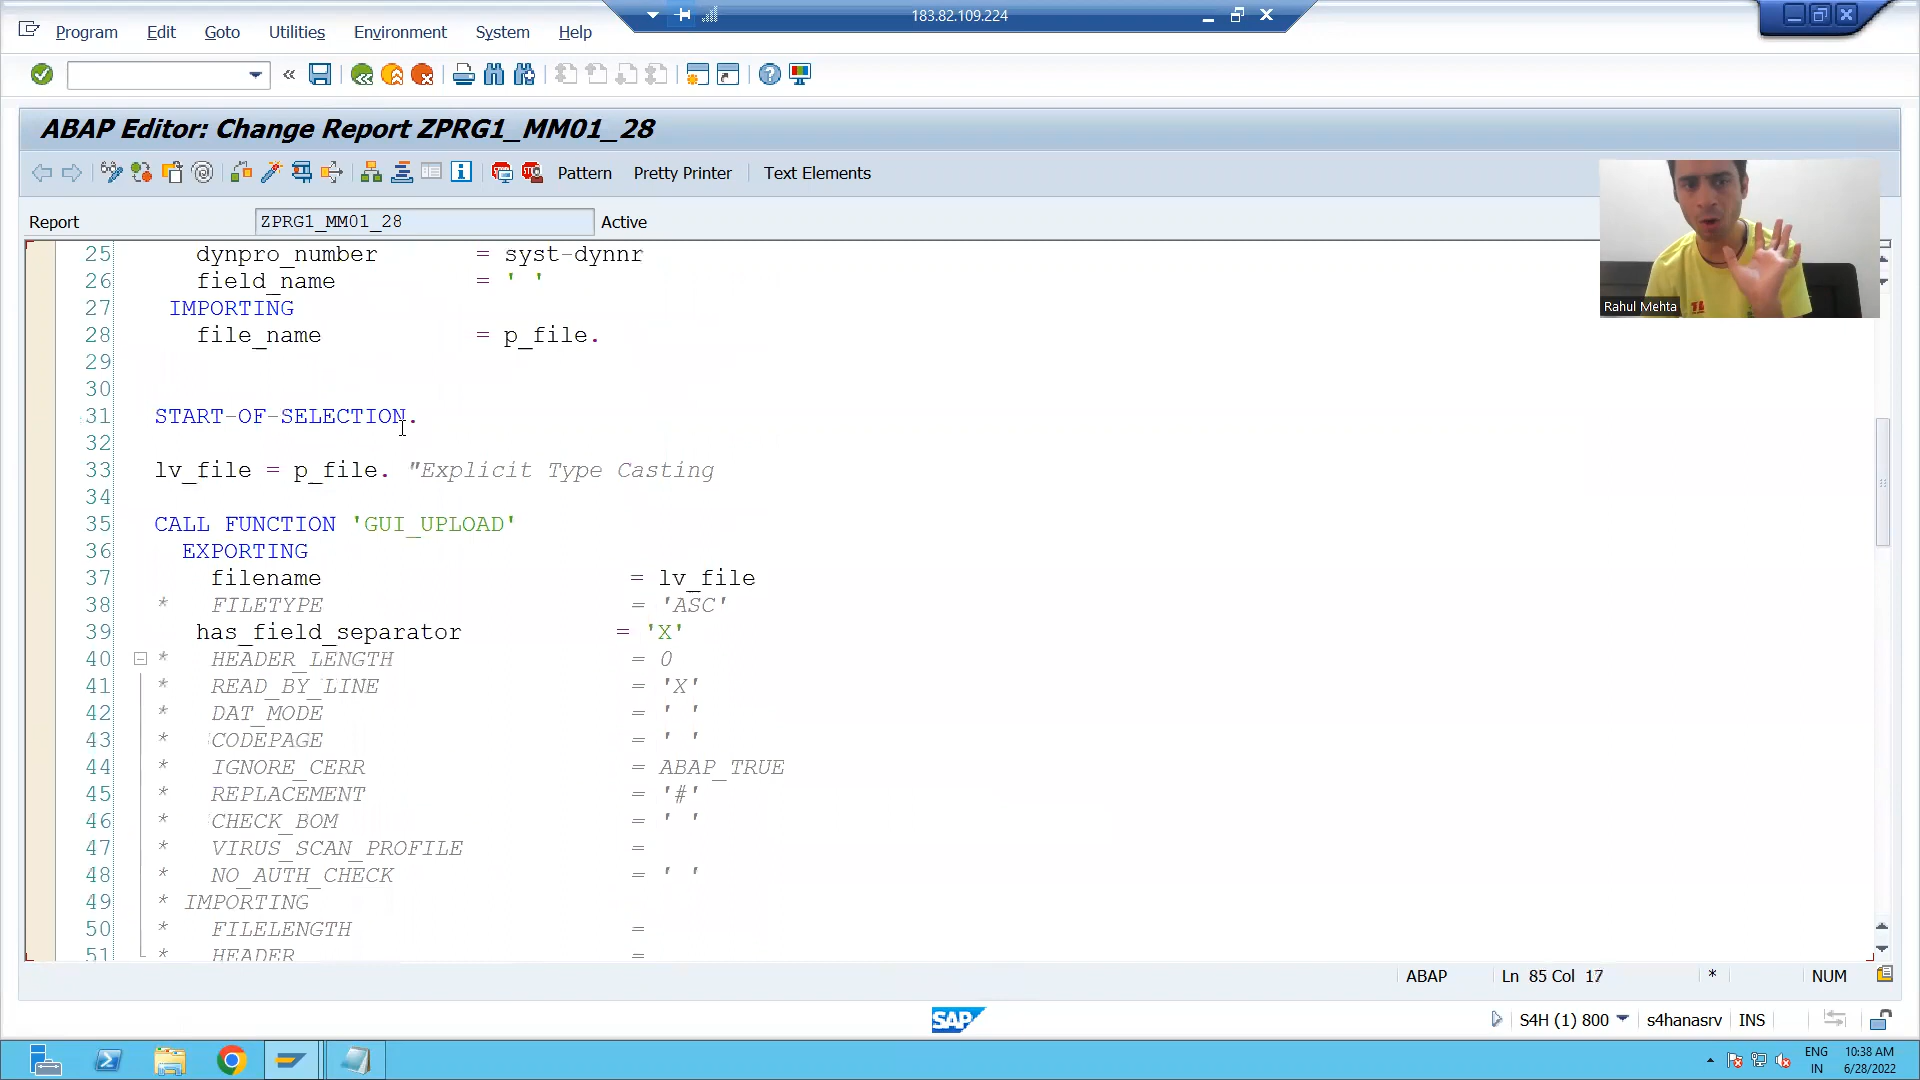 183.82.109.224
Program Edit Goto Utilities Environment System Help
ABAP Editor: Change Report ZPRG1_MM01_28
Pattern Pretty Printer Text Elements
Report ZPRG1_MM01_28 Active
Rahul Mehta
25 dynpro_number = syst-dynnr
26 field_name = ' '
27 IMPORTING
28 file_name = p_file.
29
30
31 START-OF-SELECTION.
32
33 lv_file = p_file. "Explicit Type Casting
34
35 CALL FUNCTION 'GUI_UPLOAD'
36 EXPORTING
37 filename = lv_file
38 * FILETYPE = 'ASC'
39 has_field_separator = 'X'
40 * HEADER_LENGTH = 0
41 * READ_BY_LINE = 'X'
42 * DAT_MODE = ' '
43 * CODEPAGE = ' '
44 * IGNORE_CERR = ABAP_TRUE
45 * REPLACEMENT = '#'
46 * CHECK_BOM = ' '
47 * VIRUS_SCAN_PROFILE =
48 * NO_AUTH_CHECK = ' '
49 * IMPORTING
50 * FILELENGTH =
51 * HEADER =
ABAP Ln 85 Col 17 * NUM
SAP
S4H (1) 800 s4hanasrv INS
ENG 10:38 AM
IN 6/28/2022